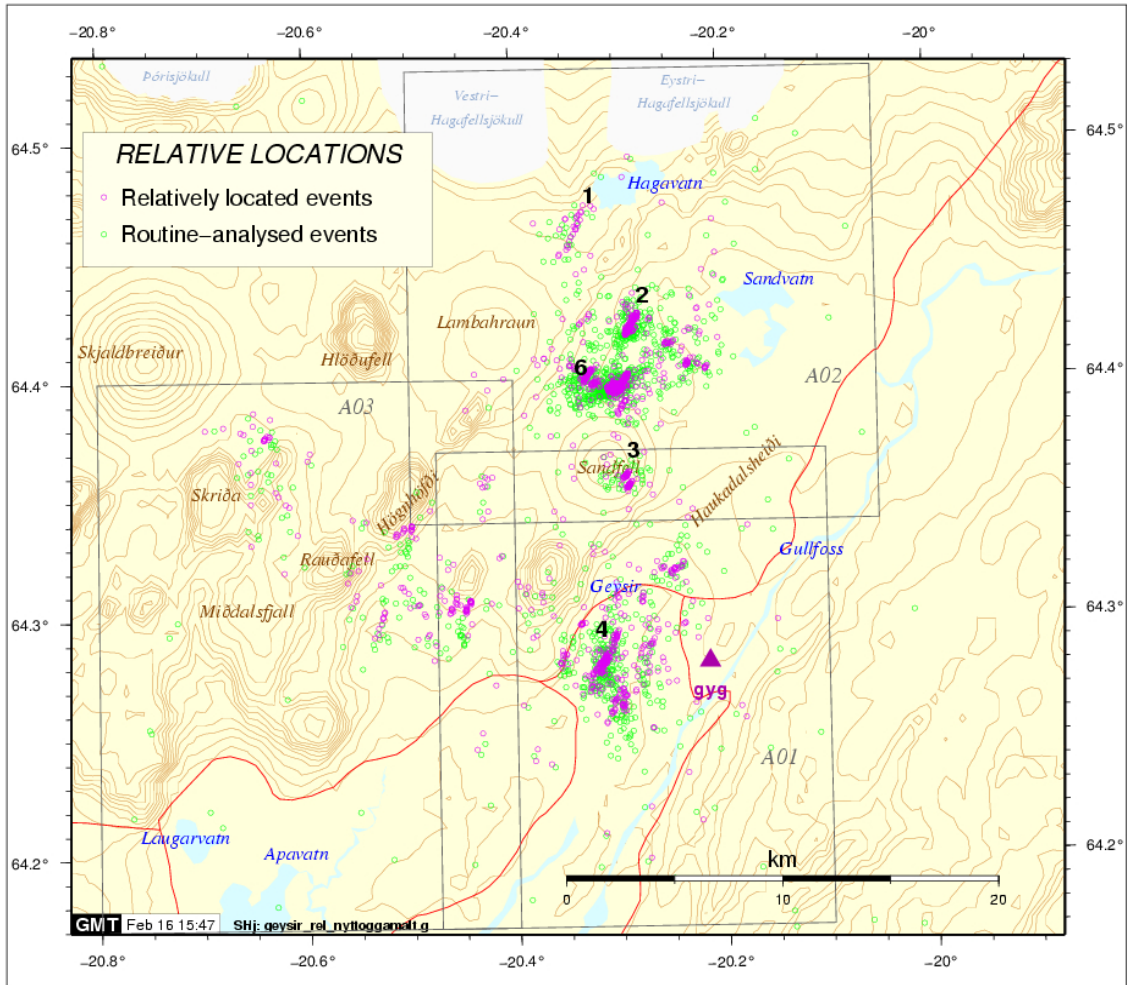 −20.8°
−20.6°
−20.4°
−20.2°
−20°
Þórisjökull
Vestri−
Hagafellsjökull
Eystri−
Hagafellsjökull
64.5°
64.5°
RELATIVE LOCATIONS
Relatively located events
Routine−analysed events
1
Hagavatn
2
Sandvatn
Lambahraun
Skjaldbreiður
Hlöðufell
6
64.4°
64.4°
A02
A03
3
Sandfell
Haukadalsheiði
Högnhöfði
Skriða
Gullfoss
Rauðafell
Geysir
Miðdalsfjall
64.3°
64.3°
4
gyg
A01
Laugarvatn
Apavatn
64.2°
64.2°
km
0
10
20
GMT Feb 16 15:47 SHj: geysir_rel_nyttoggamalt.g
−20.8°
−20.6°
−20.4°
−20.2°
−20°